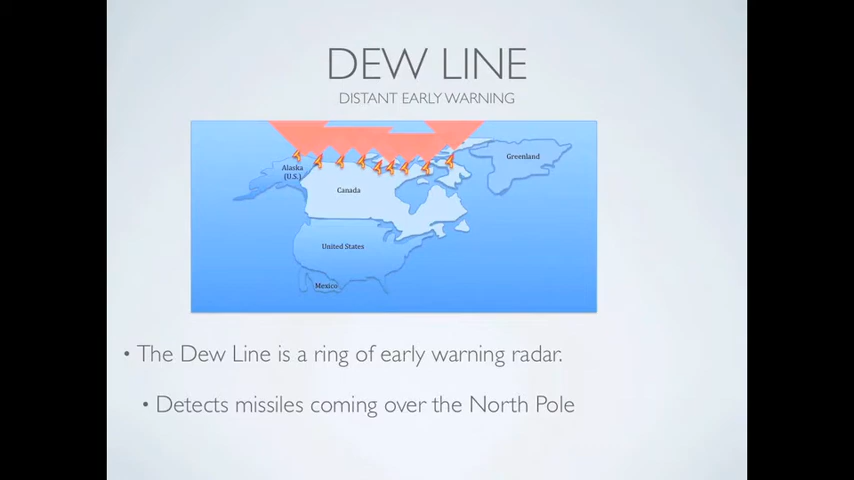 DEW LINE
DISTANT EARLY WARNING
Greenland
Alaska
(U.S.)
Canada
United States
Mexico
• The Dew Line is a ring of early warning radar.
• Detects missiles coming over the North Pole